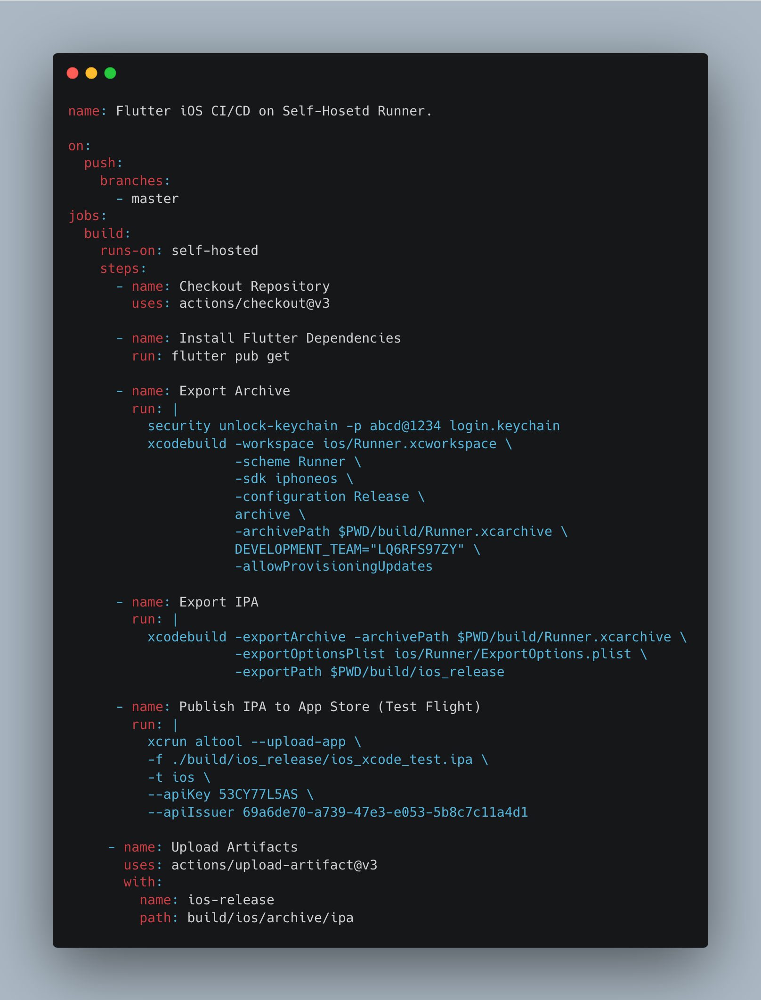 name: Flutter iOS CI/CD on Self-Hosetd Runner.
on:
push:
branches:
- master
jobs:
build:
runs-on: self-hosted
steps:
- name: Checkout Repository
uses: actions/checkout@v3
- name: Install Flutter Dependencies
run: flutter pub get
- name: Export Archive
run: |
security unlock-keychain -p abcd@1234 login.keychain
xcodebuild -workspace ios/Runner.xcworkspace \
-scheme Runner \
-sdk iphoneos \
-configuration Release \
archive \
-archivePath $PWD/build/Runner.xcarchive \
DEVELOPMENT_TEAM="LQ6RFS97ZY" \
-allowProvisioningUpdates
- name: Export IPA
run: |
xcodebuild -exportArchive -archivePath $PWD/build/Runner.xcarchive \
-exportOptionsPlist ios/Runner/ExportOptions.plist \
-exportPath $PWD/build/ios_release
- name: Publish IPA to App Store (Test Flight)
run: |
xcrun altool --upload-app \
-f ./build/ios_release/ios_xcode_test.ipa \
-t ios \
--apiKey 53CY77L5AS \
--apiIssuer 69a6de70-a739-47e3-e053-5b8c7c11a4d1
- name: Upload Artifacts
uses: actions/upload-artifact@v3
with:
name: ios-release
path: build/ios/archive/ipa